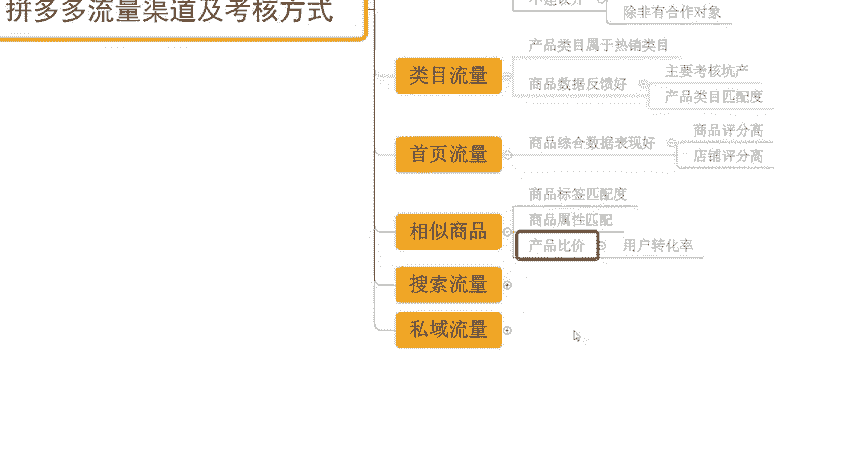 拼多多流量渠道及考核方式
除非有合作对象
类目流量
产品类目属于热销类目
商品数据反馈好
主要考核坑产
产品类目匹配度
首页流量
商品综合数据表现好
商品评分高
店铺评分高
相似商品
商品标签匹配度
商品属性匹配
产品比价
用户转化率
搜索流量
私域流量